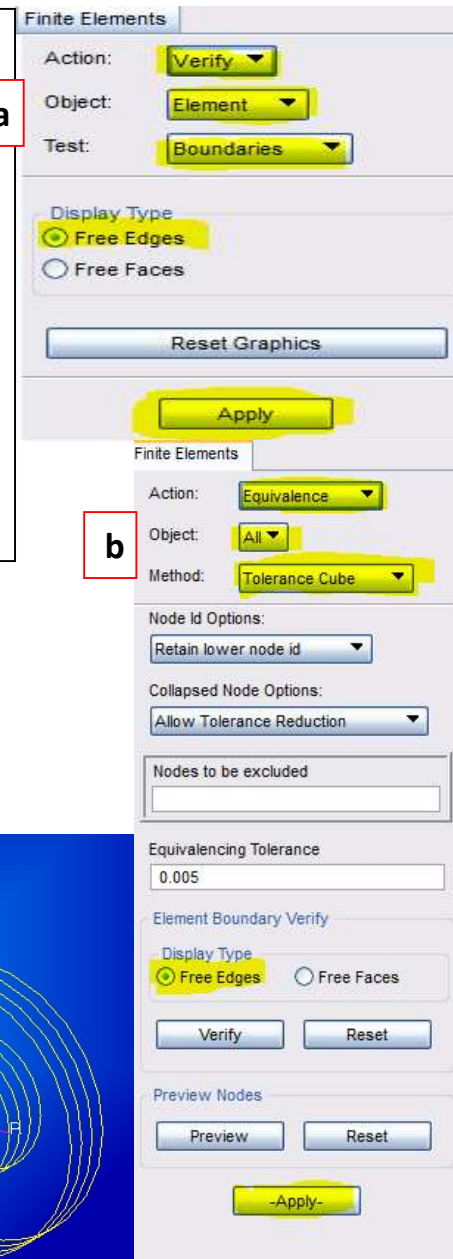 Finite Elements
Action: Verify
a
Object: Element
Test: Boundaries
Display Type
Free Edges
Free Faces
Reset Graphics
Apply
Finite Elements
Action: Equivalence
b
Object: All
Method: Tolerance Cube
Node Id Options:
Retain lower node id
Collapsed Node Options:
Allow Tolerance Reduction
Nodes to be excluded
Equivalencing Tolerance
0.005
Element Boundary Verify
Display Type
Free Edges Free Faces
Verify Reset
Preview Nodes
Preview Reset
-Apply-